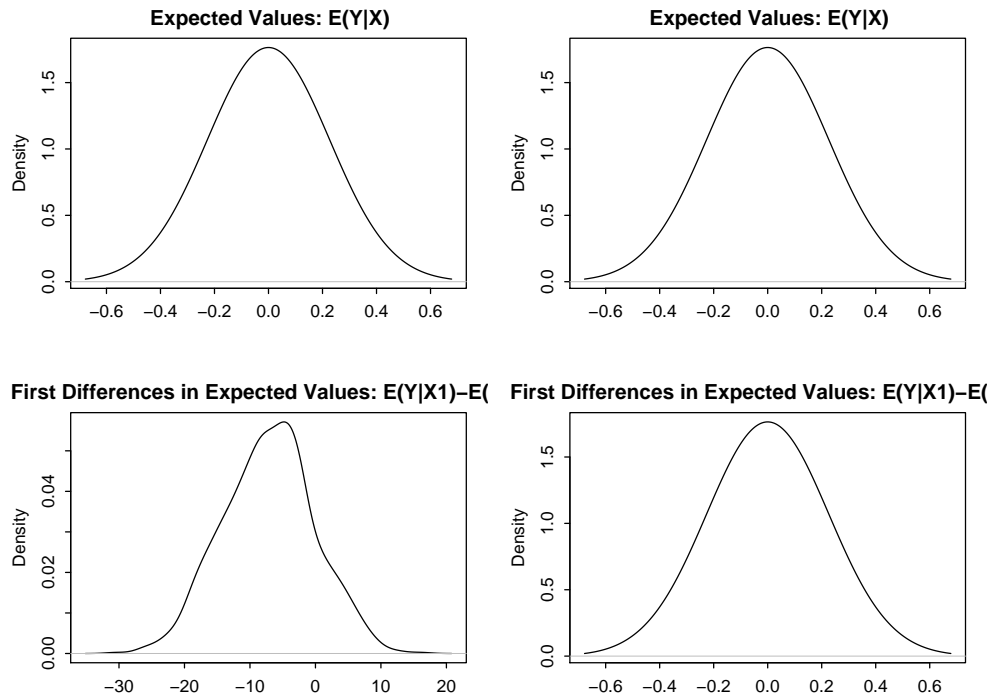 Expected Values: E(Y|X)
Density
0.0 0.5 1.0 1.5
−0.6 −0.4 −0.2 0.0 0.2 0.4 0.6
Expected Values: E(Y|X)
Density
0.0 0.5 1.0 1.5
−0.6 −0.4 −0.2 0.0 0.2 0.4 0.6
First Differences in Expected Values: E(Y|X1)−E(
Density
0.00 0.02 0.04
−30 −20 −10 0 10 20
First Differences in Expected Values: E(Y|X1)−E(
Density
0.0 0.5 1.0 1.5
−0.6 −0.4 −0.2 0.0 0.2 0.4 0.6